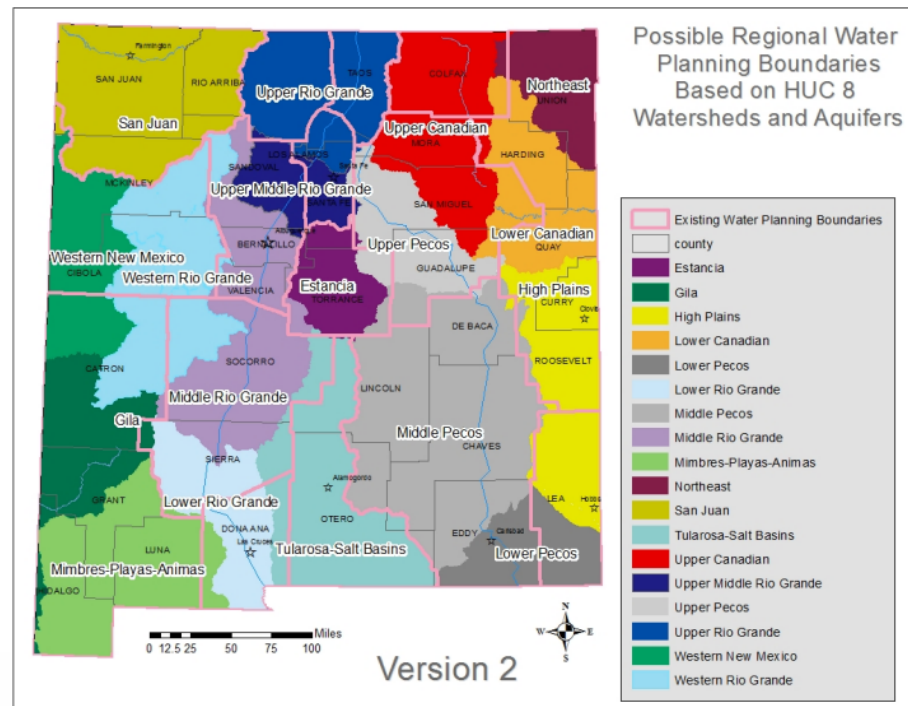 Possible Regional Water
Planning Boundaries
Based on HUC 8
Watersheds and Aquifers
Farmington
SAN JUAN
RIO ARRIBA
TAOS
COLFAX
Northeast
UNION
Upper Rio Grande
San Juan
Upper Canadian
MORA
HARDING
LOS ALAMOS
Santa Fe
SANDOVAL
MCKINLEY
Upper Middle Rio Grande
SANTA FE
SAN MIGUEL
Lower Canadian
QUAY
Albuquerque
BERNALILLO
Upper Pecos
Western New Mexico
CIBOLA
Western Rio Grande
GUADALUPE
Estancia
VALENCIA
TORRANCE
High Plains
CURRY
Clovis
DE BACA
ROOSEVELT
SOCORRO
CATRON
LINCOLN
Middle Rio Grande
Gila
Middle Pecos
CHAVES
SIERRA
Alamogordo
LEA
Hobbs
GRANT
Lower Rio Grande
OTERO
EDDY
Carlsbad
DONA ANA
Las Cruces
LUNA
Tularosa-Salt Basins
Lower Pecos
Mimbres-Playas-Animas
HIDALGO
Miles
0 12.5 25 50 75 100
Version 2
N
W E
S
Existing Water Planning Boundaries
county
Estancia
Gila
High Plains
Lower Canadian
Lower Pecos
Lower Rio Grande
Middle Pecos
Middle Rio Grande
Mimbres-Playas-Animas
Northeast
San Juan
Tularosa-Salt Basins
Upper Canadian
Upper Middle Rio Grande
Upper Pecos
Upper Rio Grande
Western New Mexico
Western Rio Grande